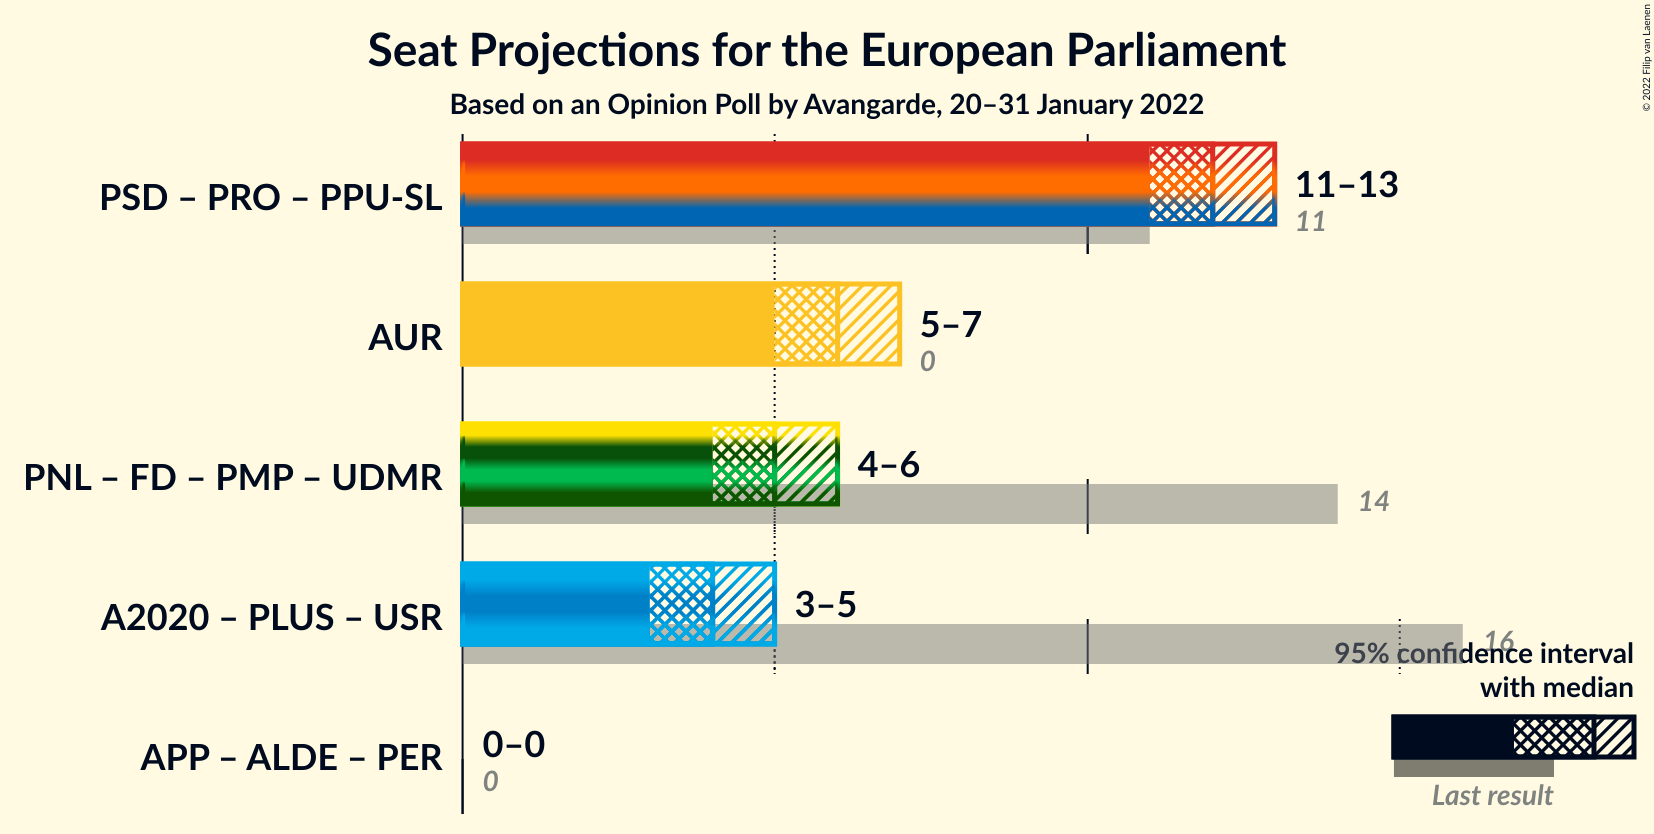 Seat Projections for the European Parliament
Based on an Opinion Poll by Avangarde, 20–31 January 2022
© 2022 Filip van Laenen
PSD – PRO – PPU-SL
11–13
11
AUR
5–7
0
PNL – FD – PMP – UDMR
4–6
14
A2020 – PLUS – USR
3–5
16
95% confidence interval
with median
APP – ALDE – PER
0–0
0
Last result